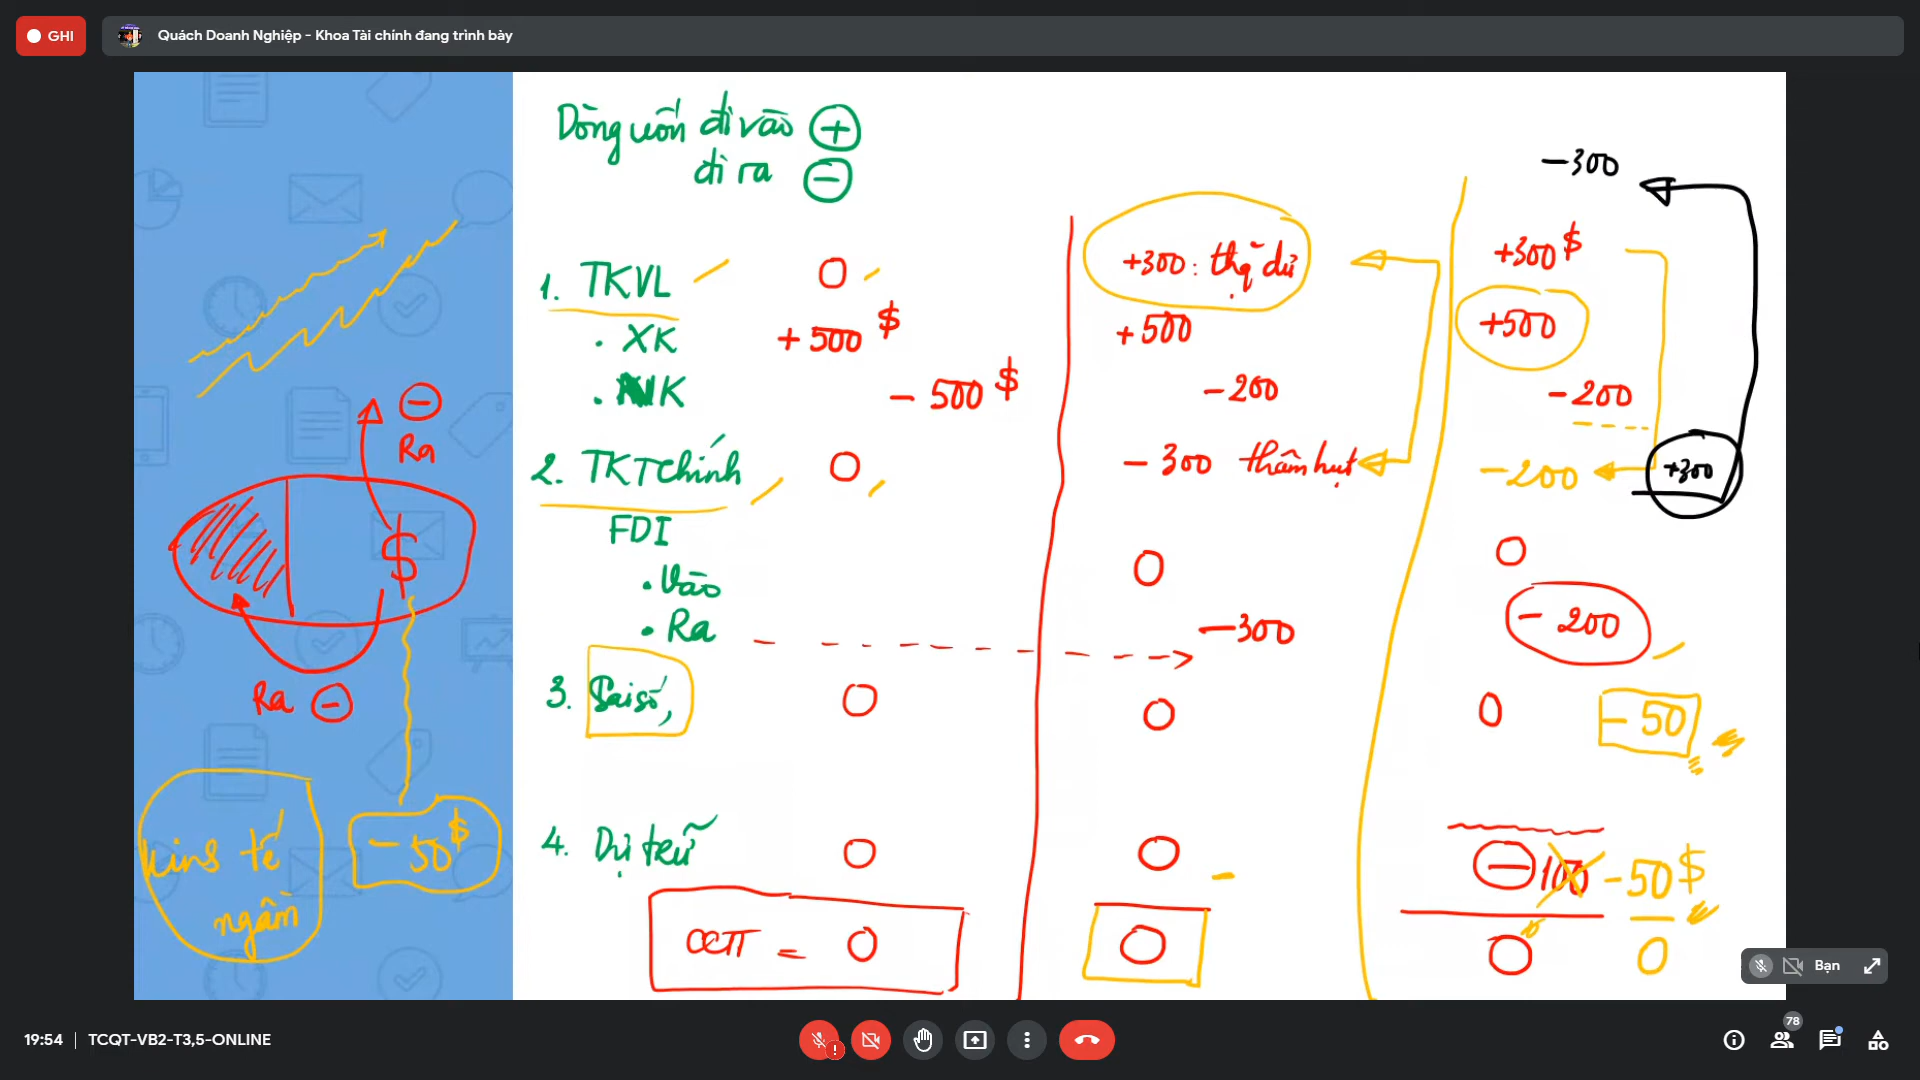 GHI
Quách Doanh Nghiệp - Khoa Tài chính đang trình bày
Dòng vốn đi vào +
đi ra −
−300
1. TKVL 0 +300: thg dư +300$
. XK +500$ +500 +500
. NK −500$ −200 −200
2. TKTChính 0 −300 thâm hụt −200 +300
FDI
. Vào 0 0
. Ra −300 −200
3. Sai số, 0 0 0 −50
4. Dự trữ 0 0 −100 −50$
CCTT = 0 0 0 0
− Ra
$
Ra −
kinh tế ngầm
−50$
Bạn
19:54 | TCQT-VB2-T3,5-ONLINE
78